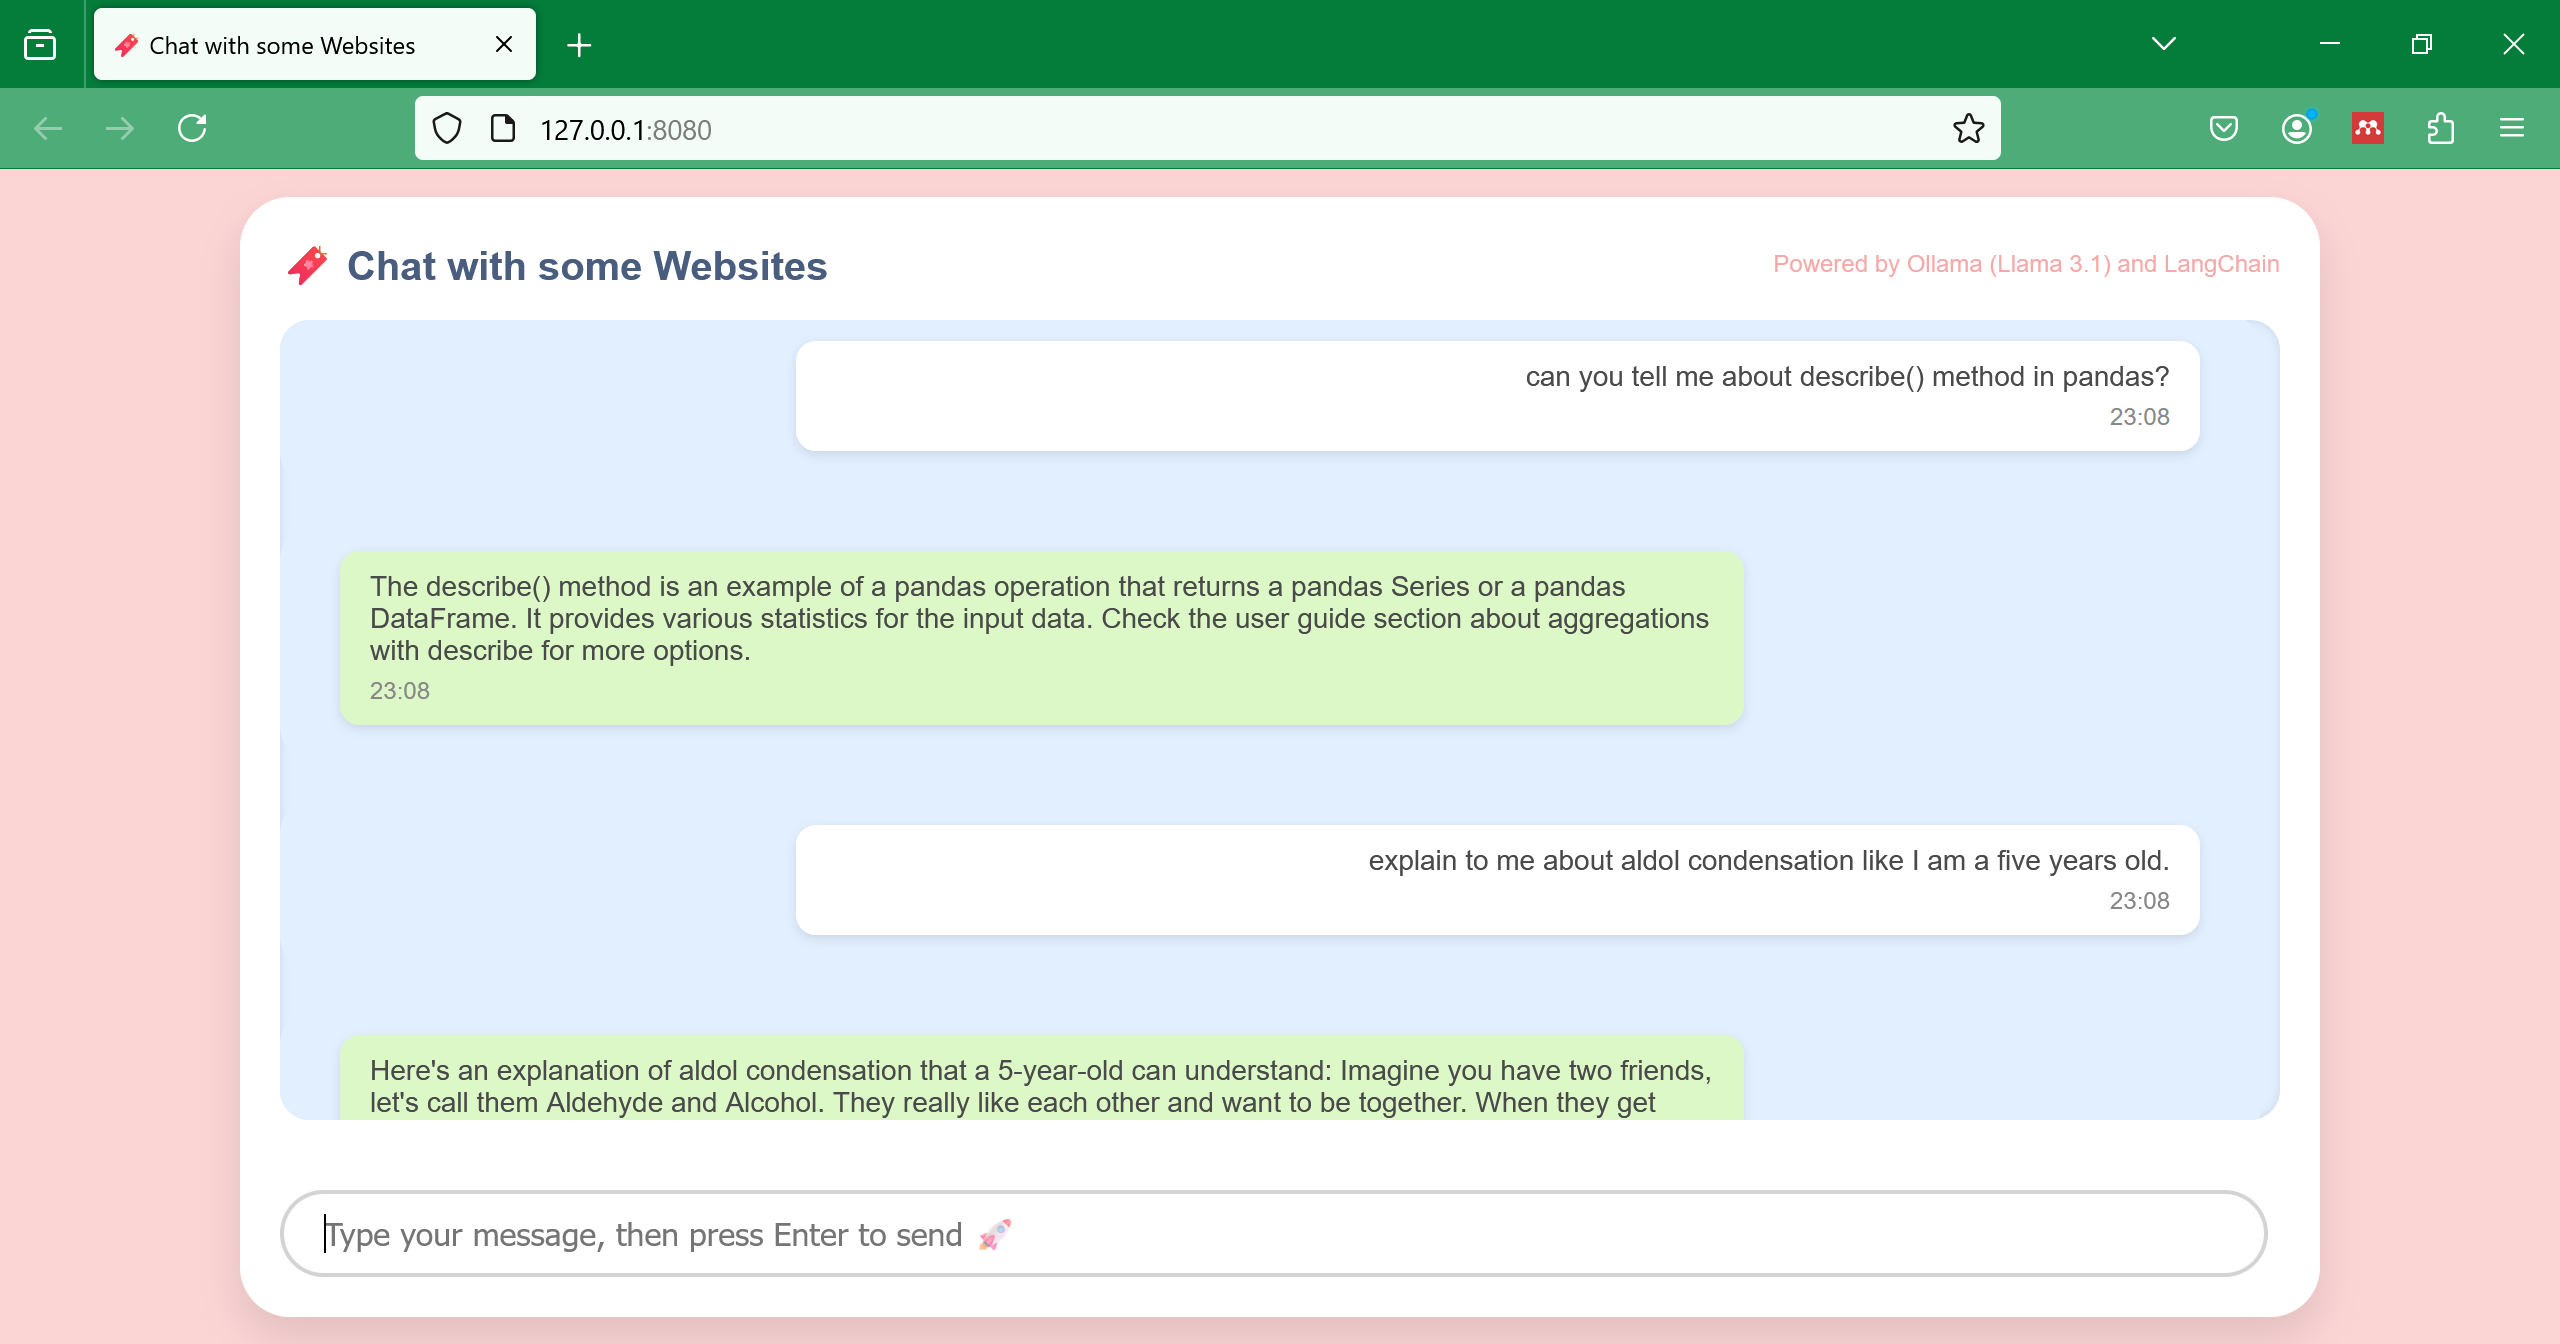 Chat with some Websites
127.0.0.1:8080
Chat with some Websites
Powered by Ollama (Llama 3.1) and LangChain
can you tell me about describe() method in pandas?
23:08
The describe() method is an example of a pandas operation that returns a pandas Series or a pandas
DataFrame. It provides various statistics for the input data. Check the user guide section about aggregations
with describe for more options.
23:08
explain to me about aldol condensation like I am a five years old.
23:08
Here's an explanation of aldol condensation that a 5-year-old can understand: Imagine you have two friends,
let's call them Aldehyde and Alcohol. They really like each other and want to be together. When they get
Type your message, then press Enter to send 🚀